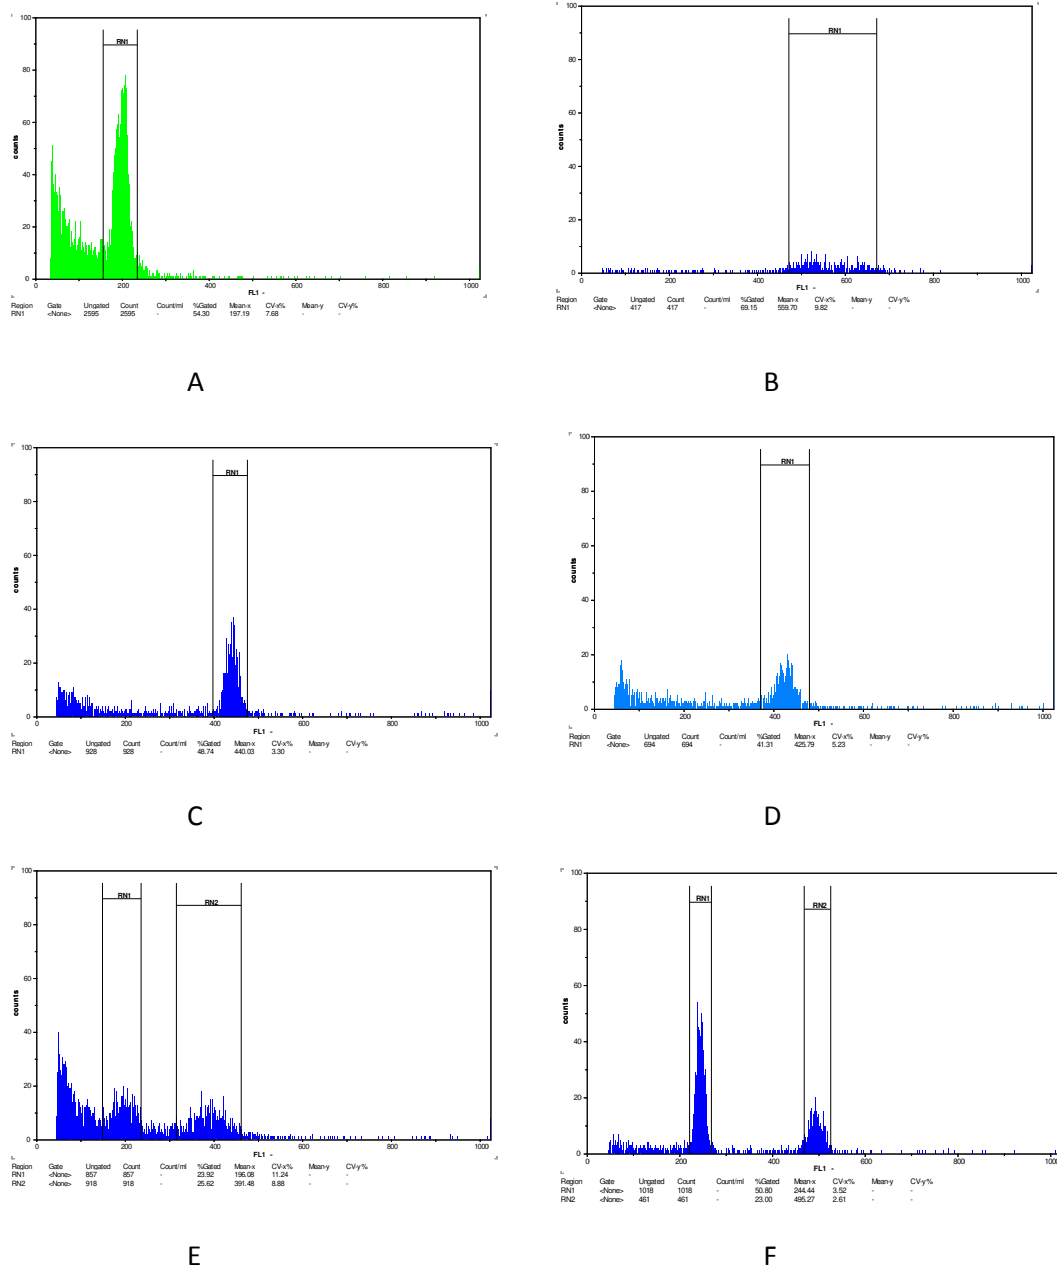 100
80
60
40
20
0
counts
RN1
0 200 400 600 800 1000
FL1 -
Region Gate Ungated Count Count/ml %Gated Mean-x CV-x% Mean-y CV-y%
RN1 <None> 2595 2595 - 54.30 197.19 7.68 - -
A
100
80
60
40
20
0
counts
RN1
0 200 400 600 800 1000
FL1 -
Region Gate Ungated Count Count/ml %Gated Mean-x CV-x% Mean-y CV-y%
RN1 <None> 417 417 - 69.15 559.70 9.82 - -
B
100
80
60
40
20
0
counts
RN1
0 200 400 600 800 1000
FL1 -
Region Gate Ungated Count Count/ml %Gated Mean-x CV-x% Mean-y CV-y%
RN1 <None> 928 928 - 48.74 440.03 3.30 - -
C
100
80
60
40
20
0
counts
RN1
0 200 400 600 800 1000
FL1 -
Region Gate Ungated Count Count/ml %Gated Mean-x CV-x% Mean-y CV-y%
RN1 <None> 694 694 - 41.31 425.79 5.23 - -
D
100
80
60
40
20
0
counts
RN1
RN2
0 200 400 600 800 1000
FL1 -
Region Gate Ungated Count Count/ml %Gated Mean-x CV-x% Mean-y CV-y%
RN1 <None> 857 857 - 23.92 196.08 11.24 - -
RN2 <None> 918 918 - 25.62 391.48 8.88 - -
E
100
80
60
40
20
0
counts
RN1
RN2
0 200 400 600 800 1000
FL1 -
Region Gate Ungated Count Count/ml %Gated Mean-x CV-x% Mean-y CV-y%
RN1 <None> 1018 1018 - 50.80 244.44 3.52 - -
RN2 <None> 461 461 - 23.00 495.27 2.61 - -
F